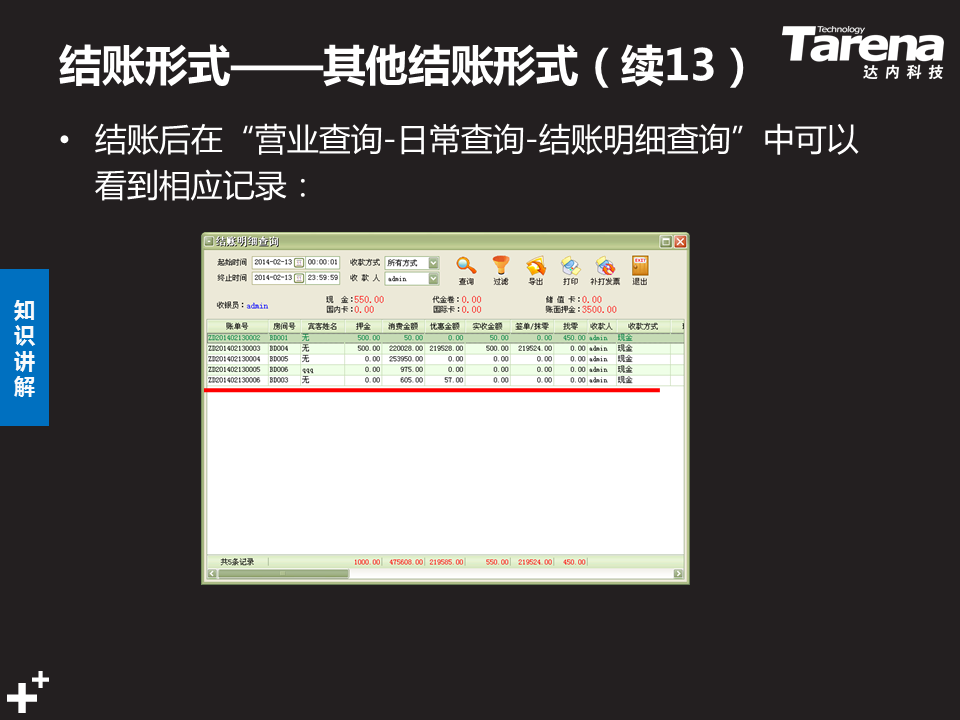 结账形式——其他结账形式（续13）
Technology
Tarena
达内科技
• 结账后在“营业查询-日常查询-结账明细查询”中可以
看到相应记录：
知识讲解
结账明细查询
起始时间 2014-02-13 00:00:01 收款方式 所有方式
终止时间 2014-02-13 23:59:59 收 款 人 admin
查询 过滤 导出 打印 补打发票 退出
收银员：admin
现 金：550.00 代金卷：0.00 储 值 卡：0.00
国内卡：0.00 国际卡：0.00 账面押金：3500.00
账单号 房间号 宾客姓名 押金 消费金额 优惠金额 实收金额 签单/抹零 找零 收款人 收款方式
ZD201402130002 BD001 无 500.00 50.00 0.00 50.00 0.00 450.00 admin 现金
ZD201402130003 BD004 无 500.00 220028.00 219528.00 500.00 219524.00 0.00 admin 现金
ZD201402130004 BD005 无 0.00 253950.00 0.00 0.00 0.00 0.00 admin 现金
ZD201402130005 BD006 qqq 0.00 975.00 0.00 0.00 0.00 0.00 admin 现金
ZD201402130006 BD003 无 0.00 605.00 57.00 0.00 0.00 0.00 admin 现金
共5条记录 1000.00 475608.00 219585.00 550.00 219524.00 450.00